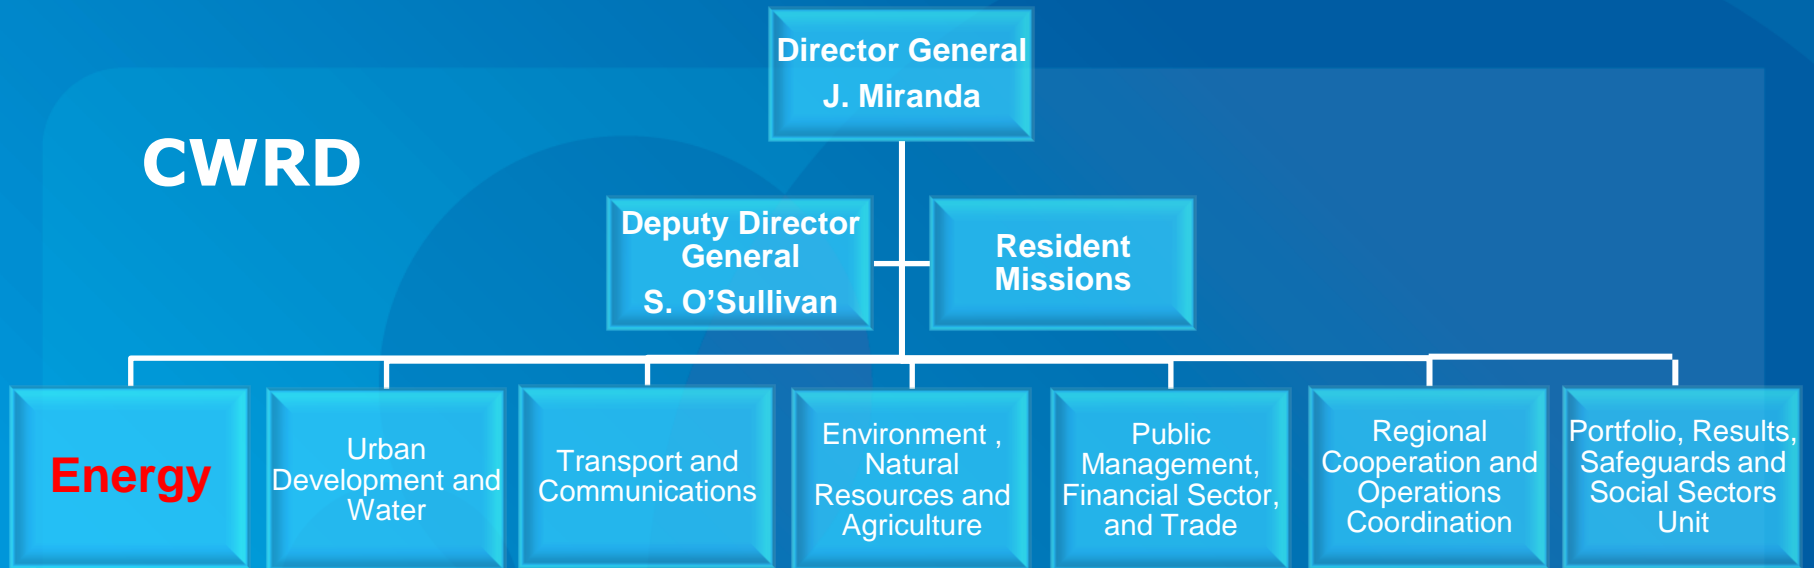 Director General
J. Miranda
CWRD
Deputy Director
General
S. O’Sullivan
Resident
Missions
Energy
Urban
Development and
Water
Transport and
Communications
Environment ,
Natural
Resources and
Agriculture
Public
Management,
Financial Sector,
and Trade
Regional
Cooperation and
Operations
Coordination
Portfolio, Results,
Safeguards and
Social Sectors
Unit